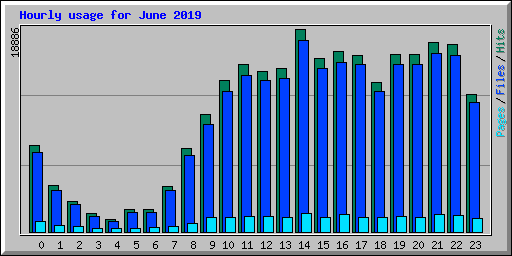 Hourly usage for June 2019
18886
Pages / Files / Hits
0 1 2 3 4 5 6 7 8 9 10 11 12 13 14 15 16 17 18 19 20 21 22 23